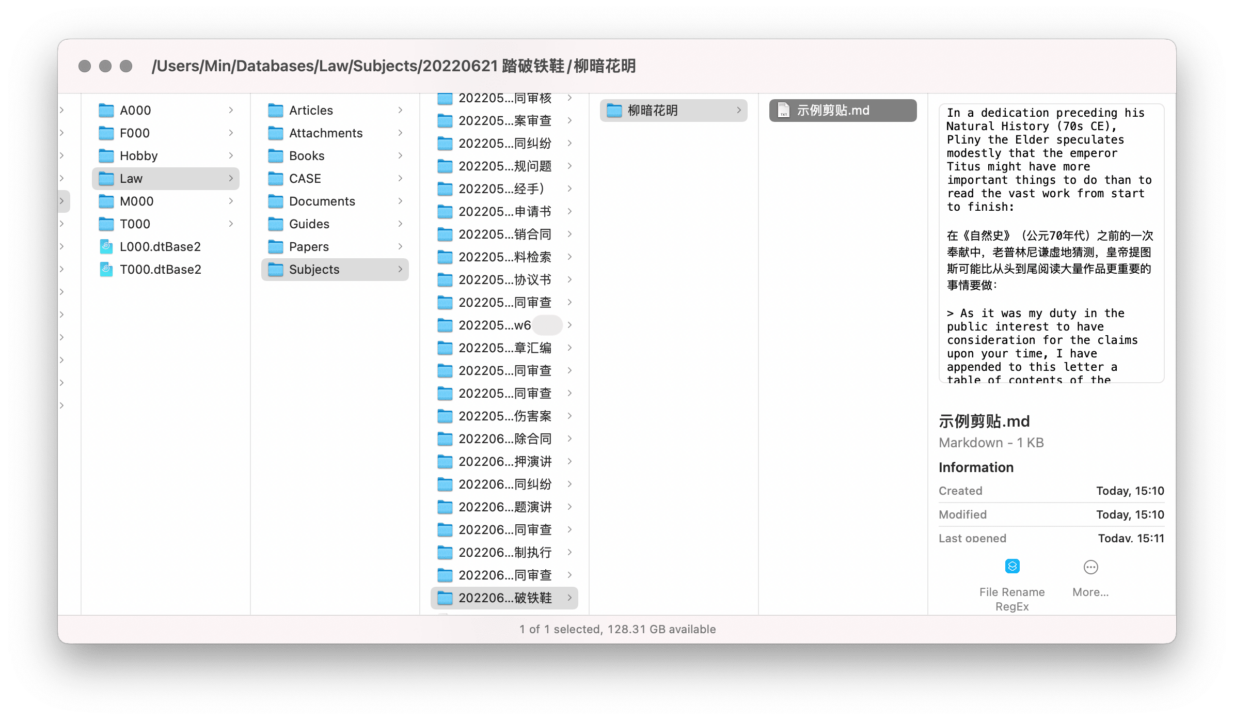 /Users/Min/Databases/Law/Subjects/20220621 踏破铁鞋/柳暗花明
A000
F000
Hobby
Law
M000
T000
L000.dtBase2
T000.dtBase2
Articles
Attachments
Books
CASE
Documents
Guides
Papers
Subjects
202205...同审核
202205...案审查
202205...同纠纷
202205...规问题
202205...经手）
202205...申请书
202205...销合同
202205...料检索
202205...协议书
202205...同审查
202205...w6
202205...章汇编
202205...同审查
202205...同审查
202205...伤害案
202206...除合同
202206...押演讲
202206...同纠纷
202206...题演讲
202206...同审查
202206...制执行
202206...同审查
202206...破铁鞋
柳暗花明
示例剪贴.md
In a dedication preceding his
Natural History (70s CE),
Pliny the Elder speculates
modestly that the emperor
Titus might have more
important things to do than to
read the vast work from start
to finish:
在《自然史》（公元70年代）之前的一次
奉献中，老普林尼谦虚地猜测，皇帝提图
斯可能比从头到尾阅读大量作品更重要的
事情要做：
> As it was my duty in the
public interest to have
consideration for the claims
upon your time, I have
appended to this letter a
table of contents of the
示例剪贴.md
Markdown - 1 KB
Information
Created Today, 15:10
Modified Today, 15:10
Last opened Today, 15:11
File Rename
RegEx
More...
1 of 1 selected, 128.31 GB available